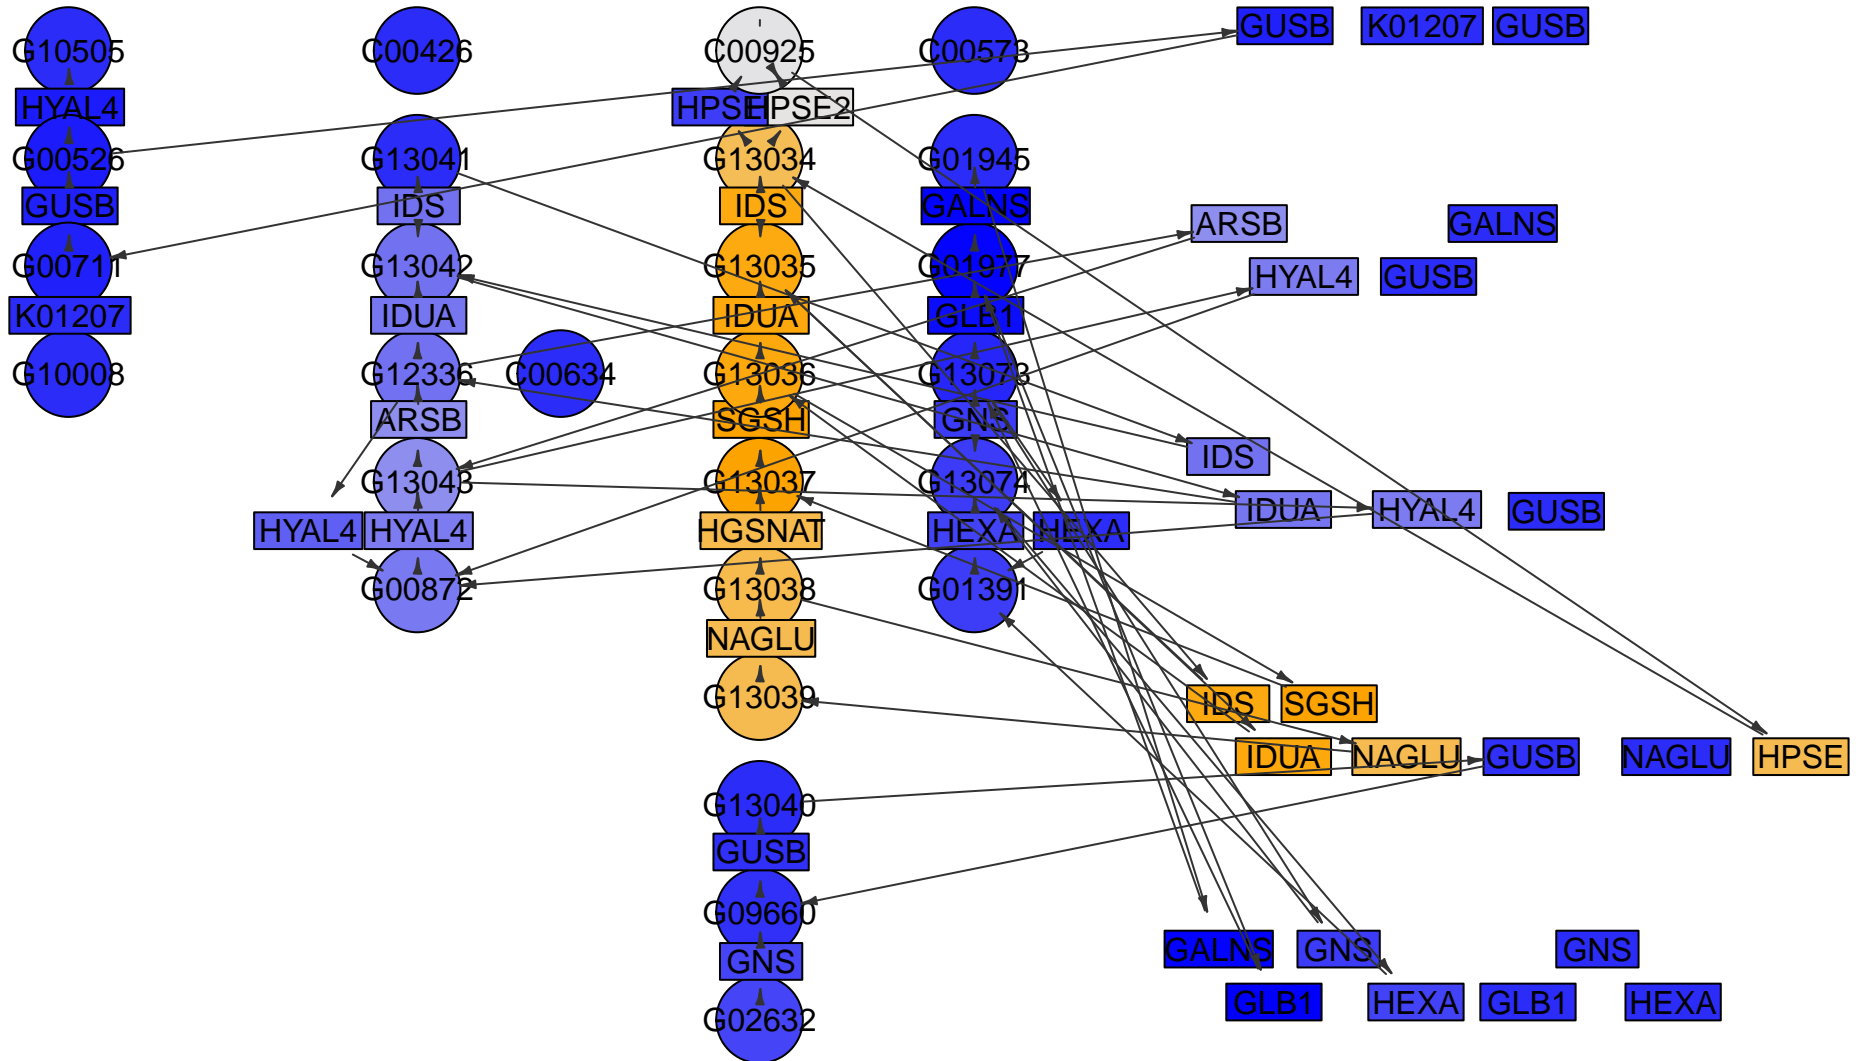 G10505 C00426 C00925 C00573 GUSB K01207 GUSB
HYAL4 HPSE HPSE2
G00526 G13041 G13034 G01945
GUSB IDS IDS GALNS ARSB GALNS
G00711 G13042 G13035 G01977 HYAL4 GUSB
K01207 IDUA IDUA GLB1
G10008 G12336 C00634 G13036 G13073
ARSB SGSH GNS IDS
G13043 G13037 G13074 IDUA HYAL4 GUSB
HYAL4 HYAL4 HGSNAT HEXA HEXA
G00872 G13038 G01391
NAGLU
G13039 IDS SGSH
IDUA NAGLU GUSB NAGLU HPSE
G13040
GUSB
G09660
GNS GALNS GNS GNS
G02632 GLB1 HEXA GLB1 HEXA